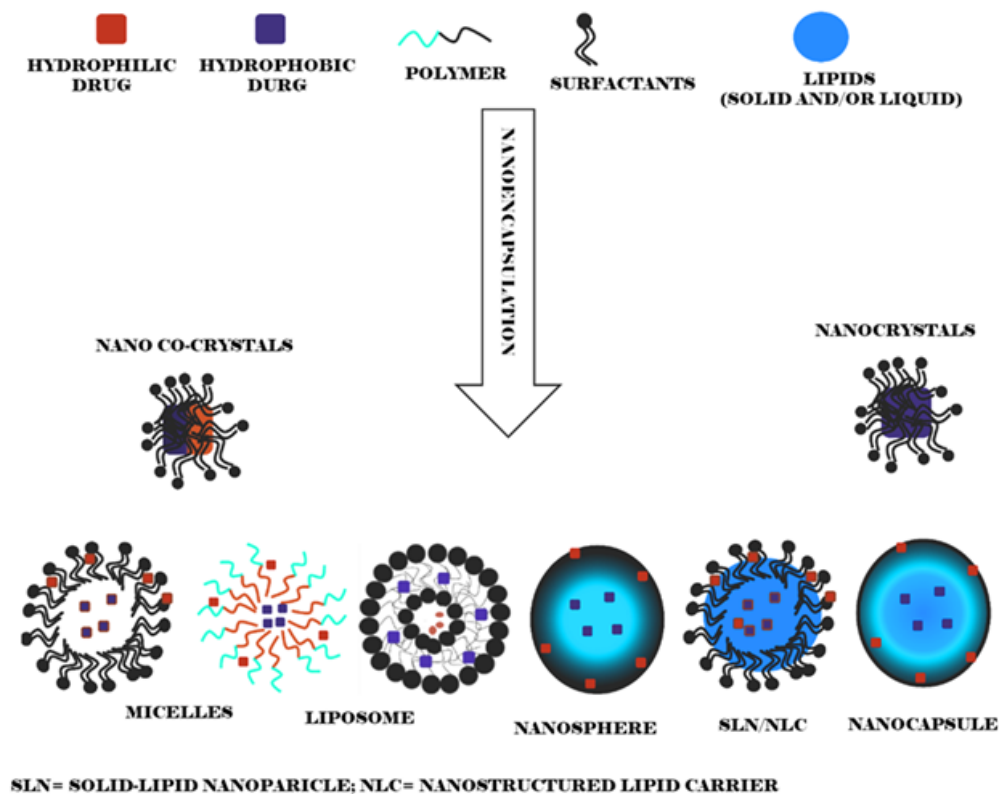 HYDROPHILIC
DRUG
HYDROPHOBIC
DURG
POLYMER
SURFACTANTS
LIPIDS
(SOLID AND/OR LIQUID)
NANOENCAPSULATION
NANO CO-CRYSTALS
NANOCRYSTALS
MICELLES
LIPOSOME
NANOSPHERE
SLN/NLC
NANOCAPSULE
SLN= SOLID-LIPID NANOPARICLE; NLC= NANOSTRUCTURED LIPID CARRIER